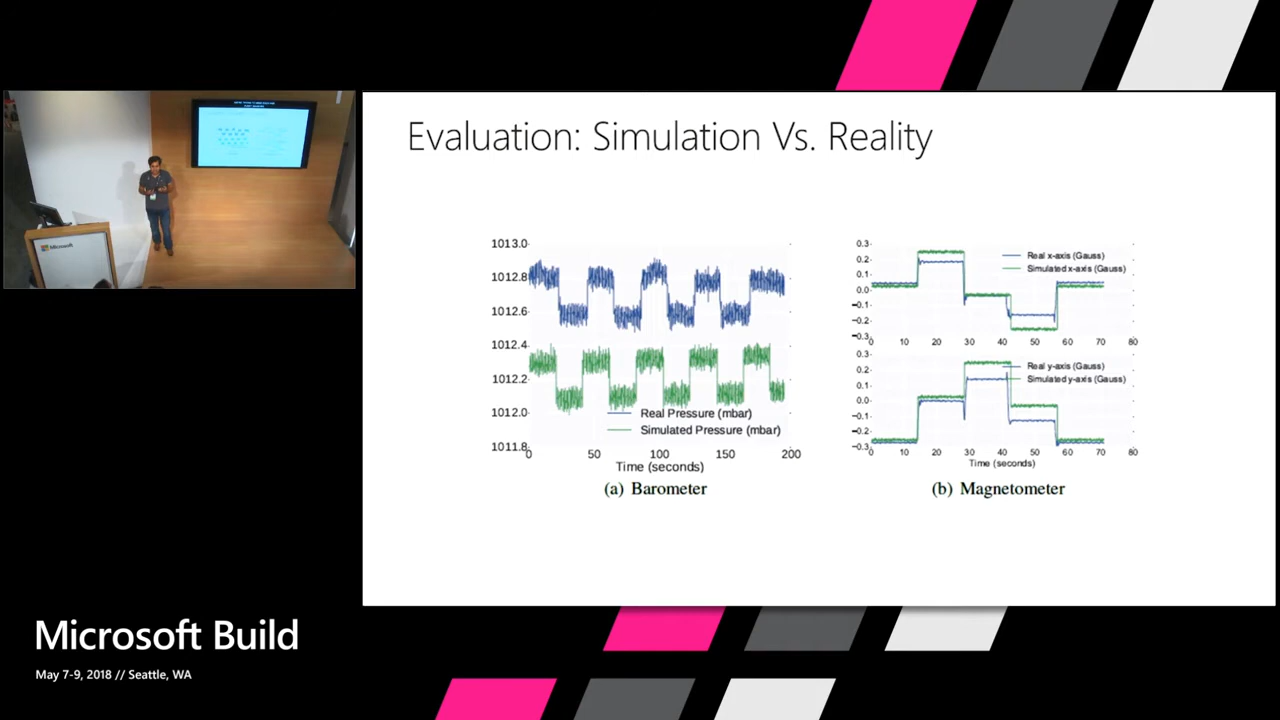 Evaluation: Simulation Vs. Reality
1013.0
1012.8
1012.6
1012.4
1012.2
1012.0
1011.8
Real Pressure (mbar)
Simulated Pressure (mbar)
0 50 100 150 200
Time (seconds)
(a) Barometer
0.3
0.2
0.1
0.0
−0.1
−0.2
−0.3
Real x-axis (Gauss)
Simulated x-axis (Gauss)
0 10 20 30 40 50 60 70 80
0.3
0.2
0.1
0.0
−0.1
−0.2
−0.3
Real y-axis (Gauss)
Simulated y-axis (Gauss)
0 10 20 30 40 50 60 70 80
Time (seconds)
(b) Magnetometer
Microsoft
Microsoft Build
May 7-9, 2018 // Seattle, WA